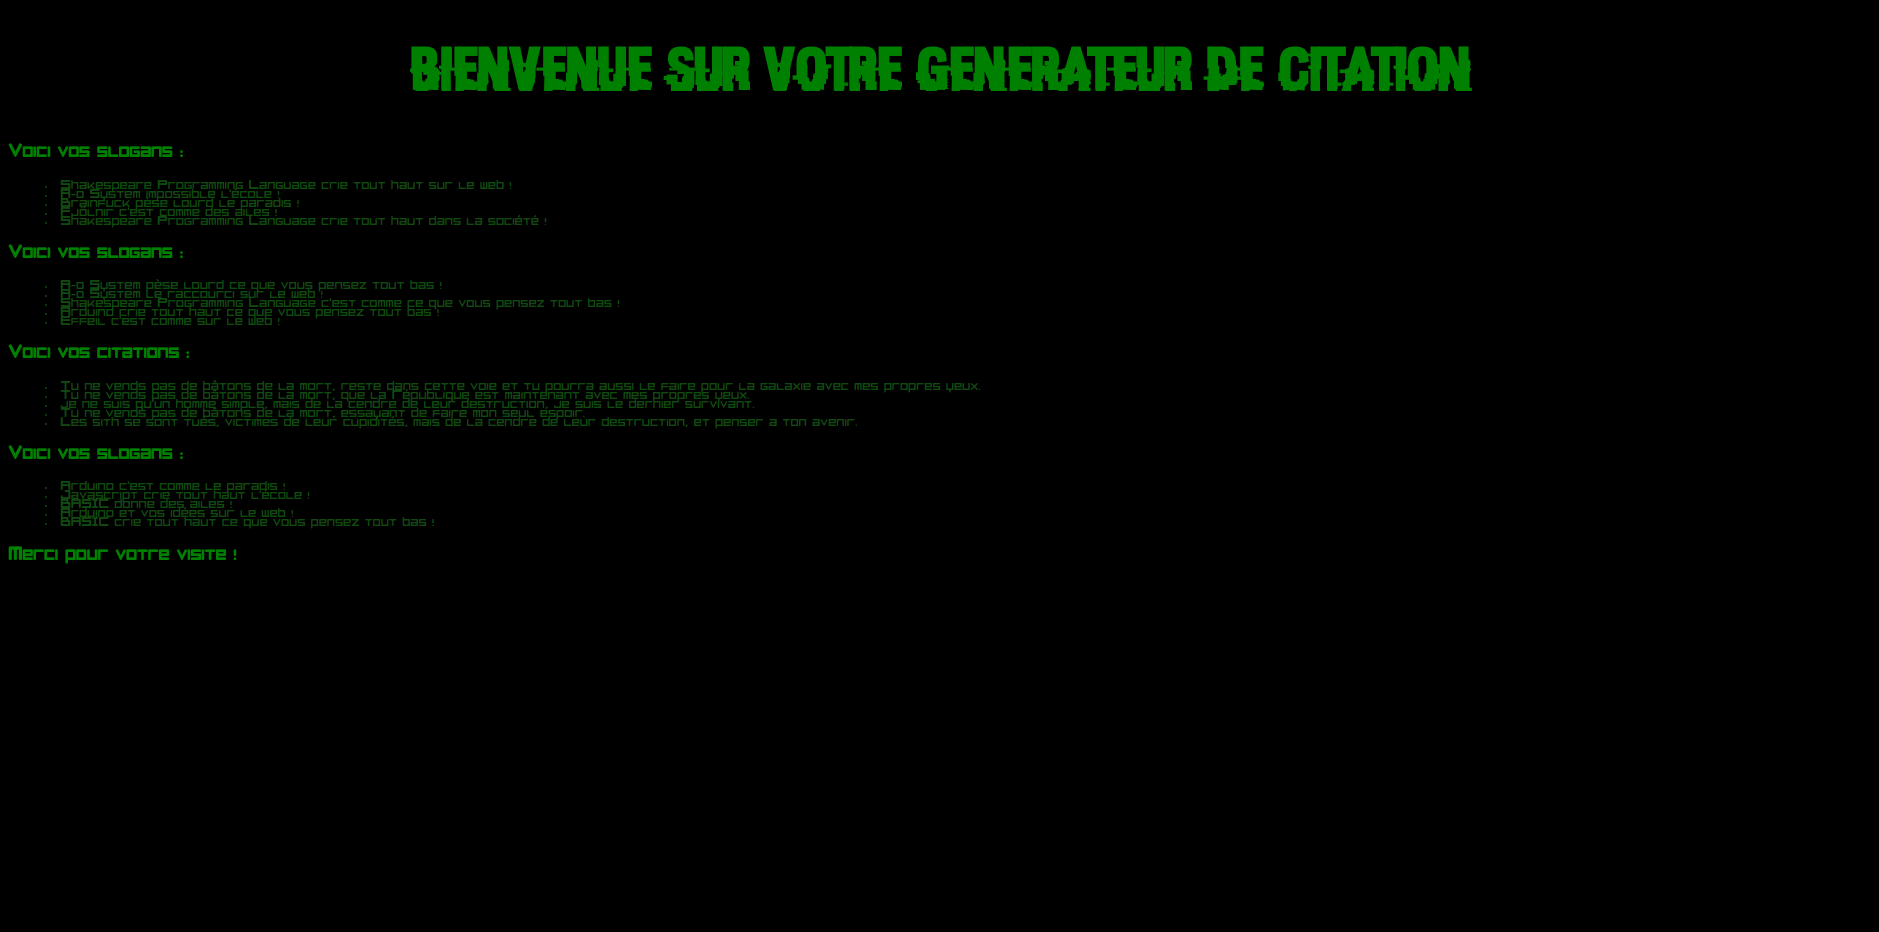 BIENVENUE SUR VOTRE GENERATEUR DE CITATION
Voici vos slogans :
Shakespeare Programming Language crie tout haut sur le web !
A-0 System impossible l'école !
Brainfuck pèse lourd le paradis !
Fjölnir c'est comme des ailes !
Shakespeare Programming Language crie tout haut dans la société !
Voici vos slogans :
A-0 System pèse lourd ce que vous pensez tout bas !
A-0 System le raccourci sur le web !
Shakespeare Programming Language c'est comme ce que vous pensez tout bas !
Arduino crie tout haut ce que vous pensez tout bas !
Effeil c'est comme sur le web !
Voici vos citations :
Tu ne vends pas de bâtons de la mort, reste dans cette voie et tu pourra aussi le faire pour la galaxie avec mes propres yeux.
Tu ne vends pas de bâtons de la mort, que la République est maintenant avec mes propres yeux.
Je ne suis qu'un homme simple, mais de la cendre de leur destruction, je suis le dernier survivant.
Tu ne vends pas de bâtons de la mort, essayant de faire mon seul espoir.
Les sith se sont tués, victimes de leur cupidités, mais de la cendre de leur destruction, et penser a ton avenir.
Voici vos slogans :
Arduino c'est comme le paradis !
Javascript crie tout haut l'école !
BASIC donne des ailes !
Arduino et vos idées sur le web !
BASIC crie tout haut ce que vous pensez tout bas !
Merci pour votre visite !